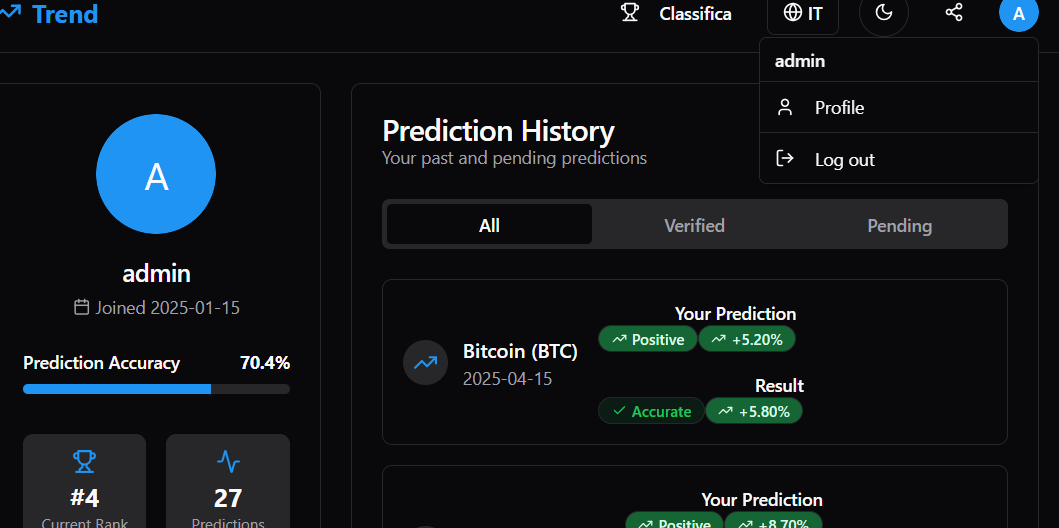 Trend
Classifica
IT
A
admin
Profile
Log out
A
admin
Joined 2025-01-15
Prediction Accuracy 70.4%
#4
Current Rank
27
Predictions
Prediction History
Your past and pending predictions
All Verified Pending
Bitcoin (BTC)
2025-04-15
Your Prediction
Positive +5.20%
Result
Accurate +5.80%
Your Prediction
Positive +8.70%